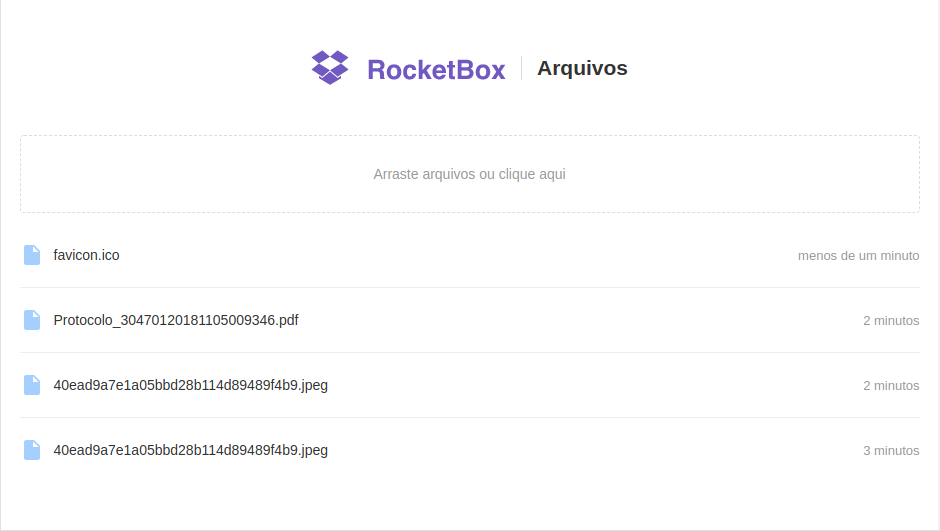 RocketBox Arquivos
Arraste arquivos ou clique aqui
favicon.ico menos de um minuto
Protocolo_30470120181105009346.pdf 2 minutos
40ead9a7e1a05bbd28b114d89489f4b9.jpeg 2 minutos
40ead9a7e1a05bbd28b114d89489f4b9.jpeg 3 minutos